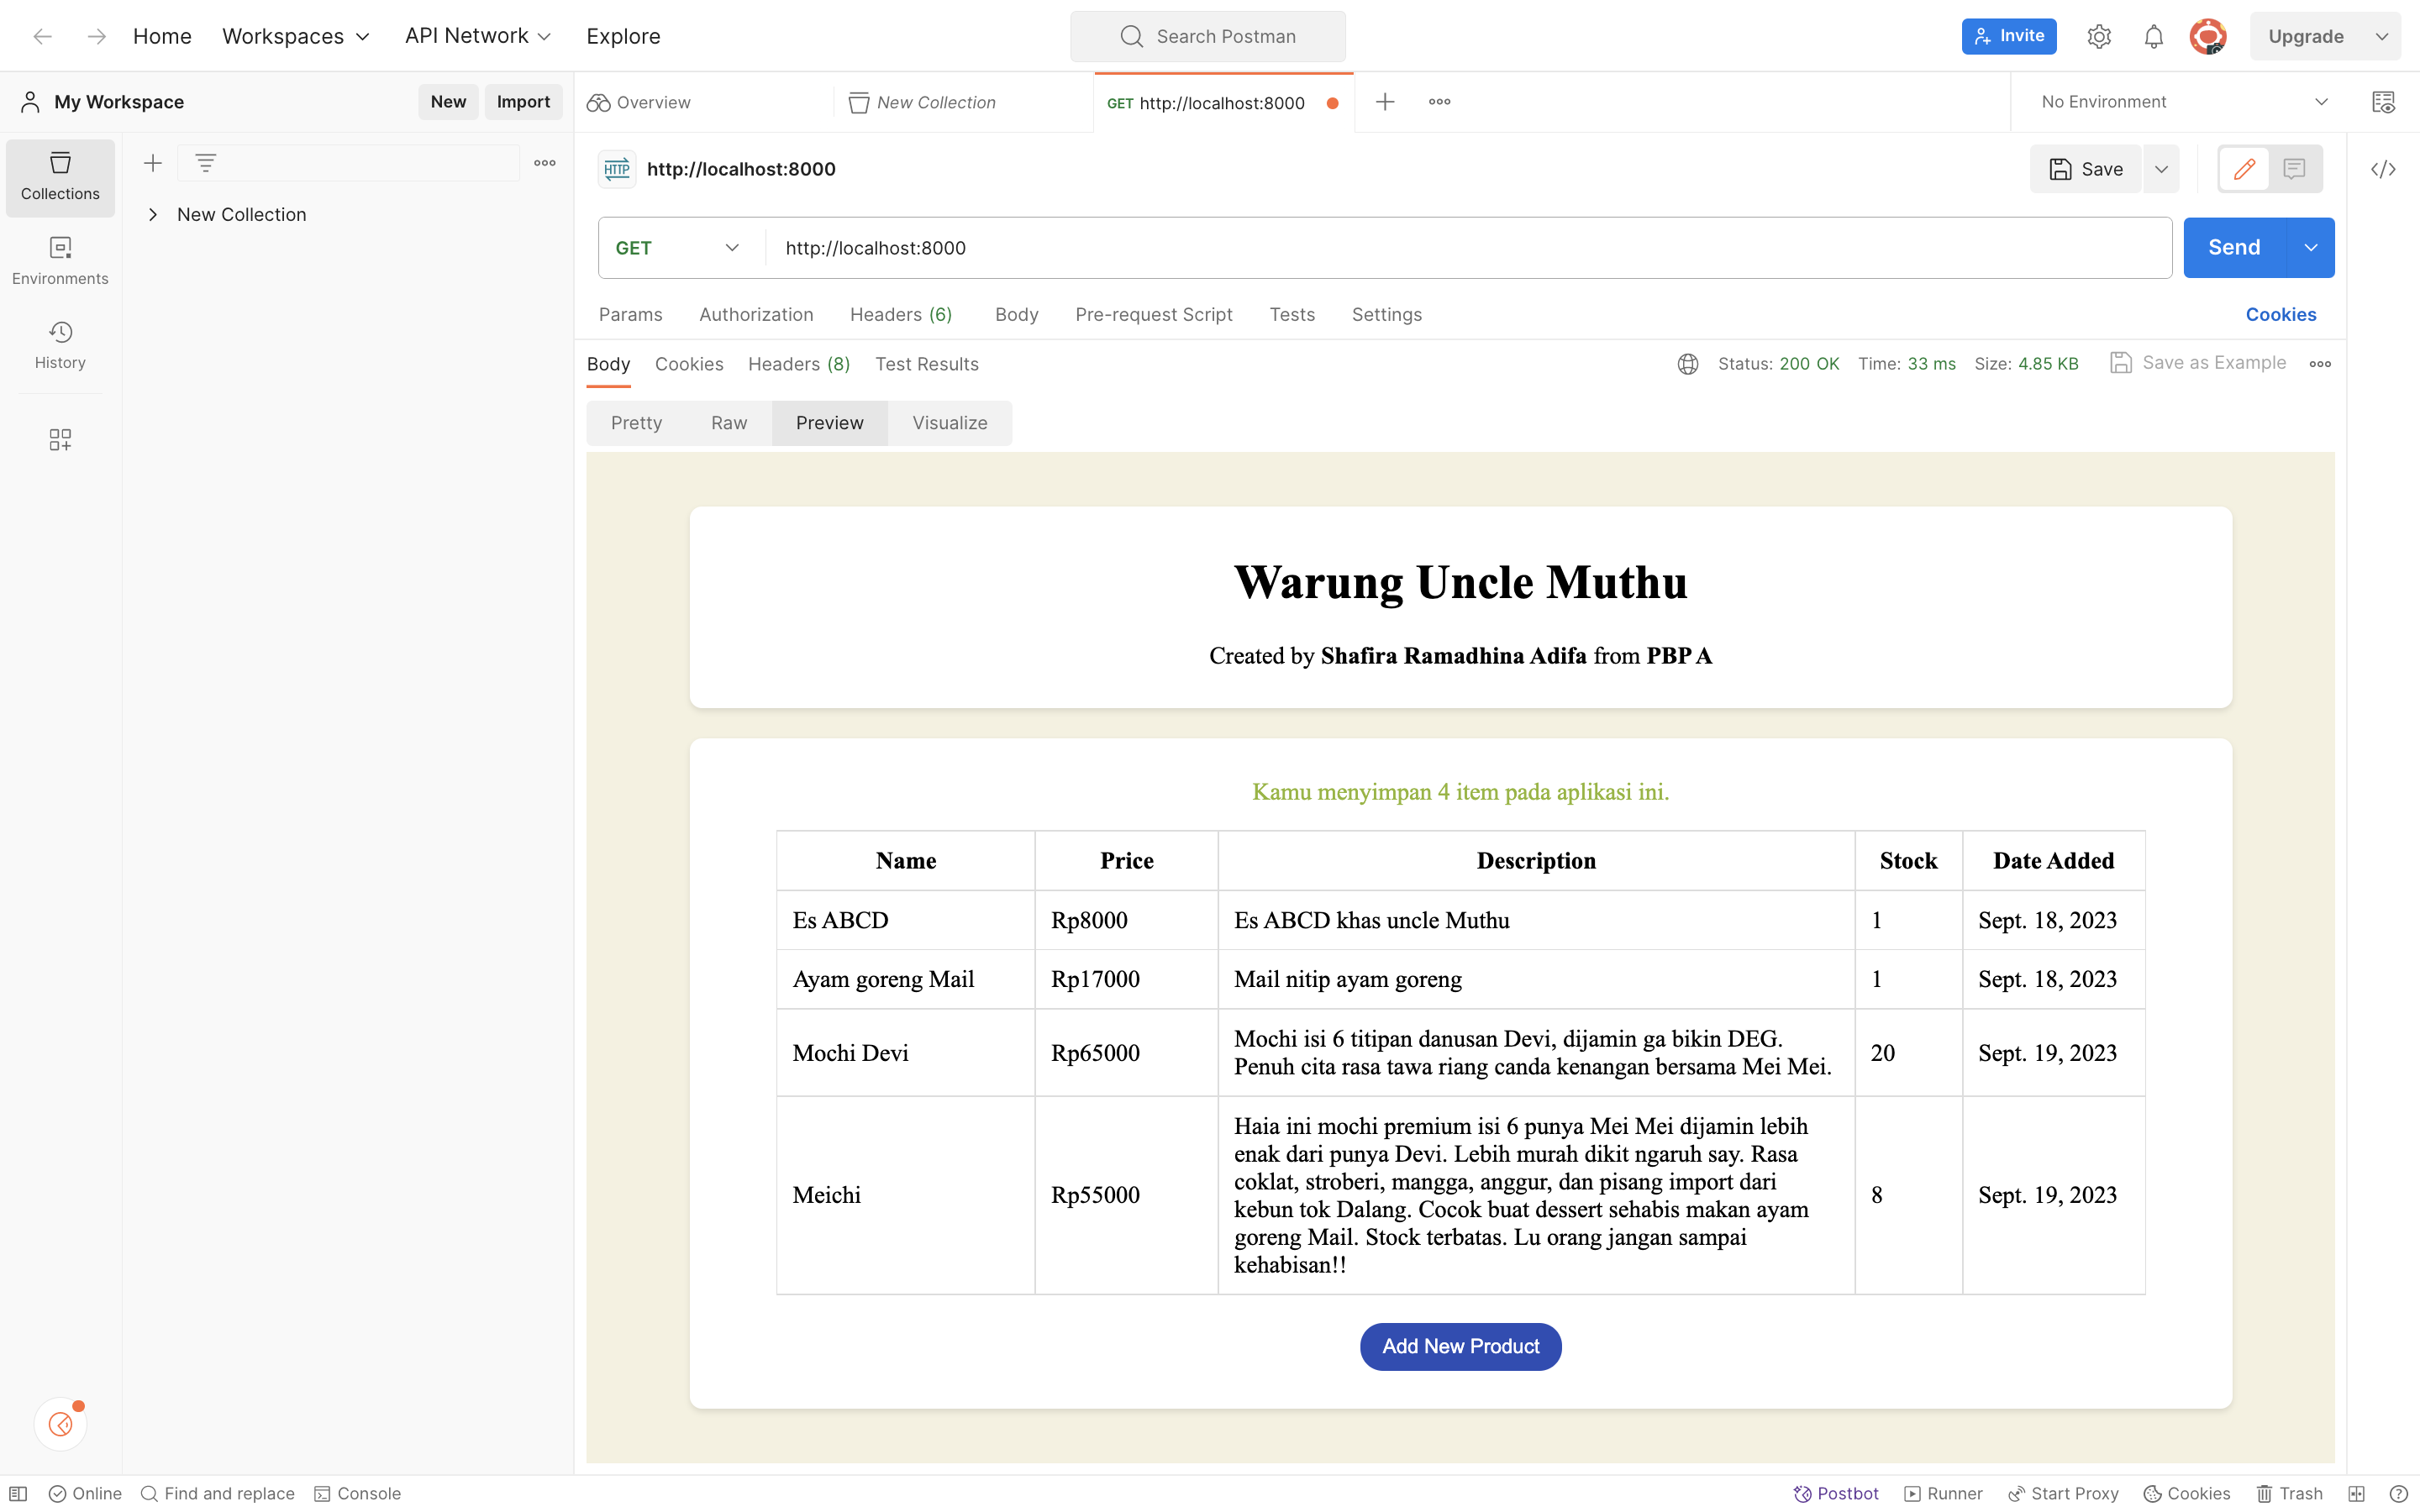 Home Workspaces API Network Explore Search Postman Invite Upgrade
My Workspace New Import Overview New Collection GET http://localhost:8000 No Environment
Collections
Environments
History
New Collection
HTTP http://localhost:8000 Save
GET http://localhost:8000 Send
Params Authorization Headers (6) Body Pre-request Script Tests Settings Cookies
Body Cookies Headers (8) Test Results Status: 200 OK Time: 33 ms Size: 4.85 KB Save as Example
Pretty Raw Preview Visualize
Warung Uncle Muthu
Created by Shafira Ramadhina Adifa from PBP A
Kamu menyimpan 4 item pada aplikasi ini.
Name Price Description Stock Date Added
Es ABCD Rp8000 Es ABCD khas uncle Muthu 1 Sept. 18, 2023
Ayam goreng Mail Rp17000 Mail nitip ayam goreng 1 Sept. 18, 2023
Mochi Devi Rp65000 Mochi isi 6 titipan danusan Devi, dijamin ga bikin DEG.
Penuh cita rasa tawa riang canda kenangan bersama Mei Mei. 20 Sept. 19, 2023
Meichi Rp55000 Haia ini mochi premium isi 6 punya Mei Mei dijamin lebih
enak dari punya Devi. Lebih murah dikit ngaruh say. Rasa
coklat, stroberi, mangga, anggur, dan pisang import dari
kebun tok Dalang. Cocok buat dessert sehabis makan ayam
goreng Mail. Stock terbatas. Lu orang jangan sampai
kehabisan!! 8 Sept. 19, 2023
Add New Product
Online Find and replace Console Postbot Runner Start Proxy Cookies Trash